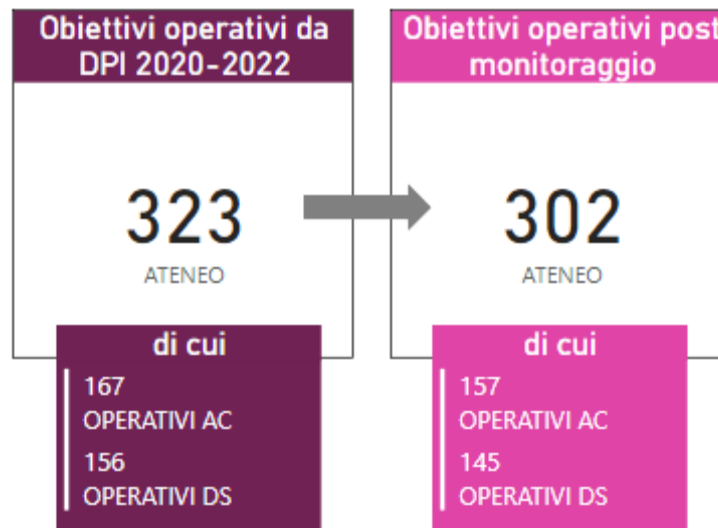 Obiettivi operativi da
DPI 2020-2022
323
ATENEO
di cui
167
OPERATIVI AC
156
OPERATIVI DS
Obiettivi operativi post
monitoraggio
302
ATENEO
di cui
157
OPERATIVI AC
145
OPERATIVI DS